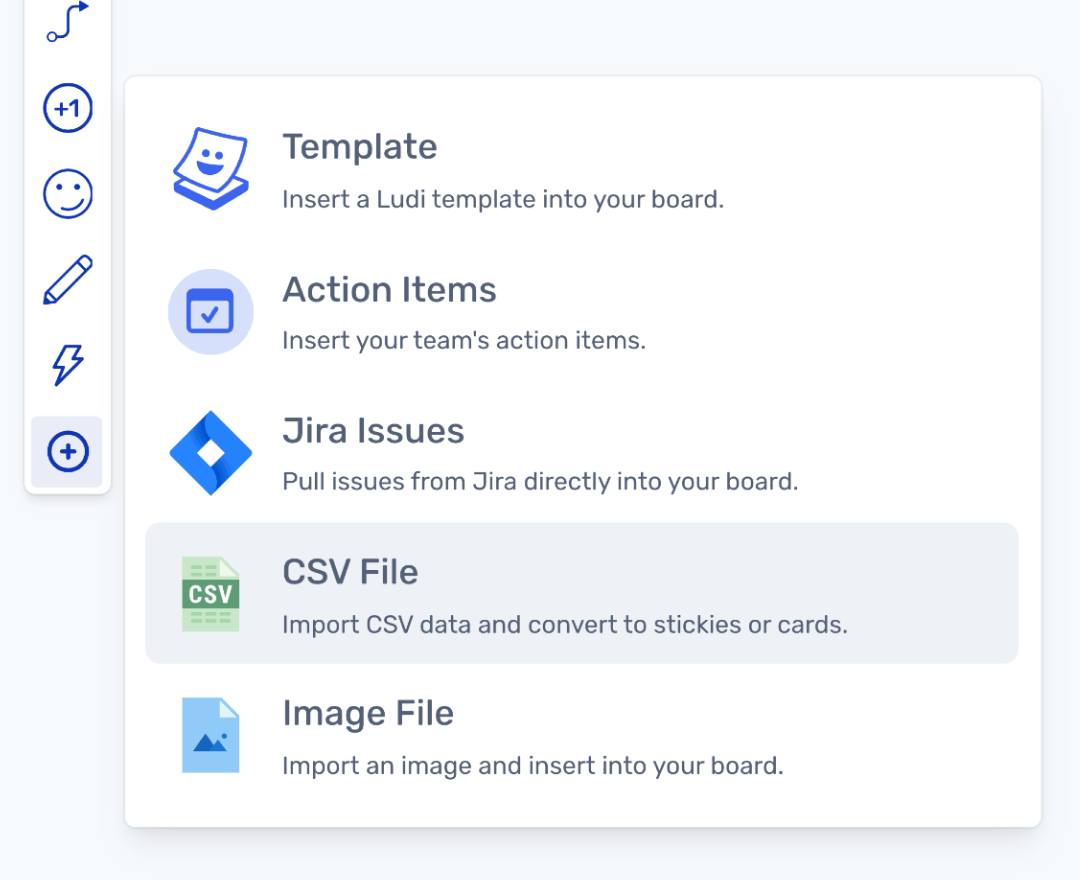 +1
Template
Insert a Ludi template into your board.
Action Items
Insert your team's action items.
Jira Issues
Pull issues from Jira directly into your board.
CSV
CSV File
Import CSV data and convert to stickies or cards.
Image File
Import an image and insert into your board.